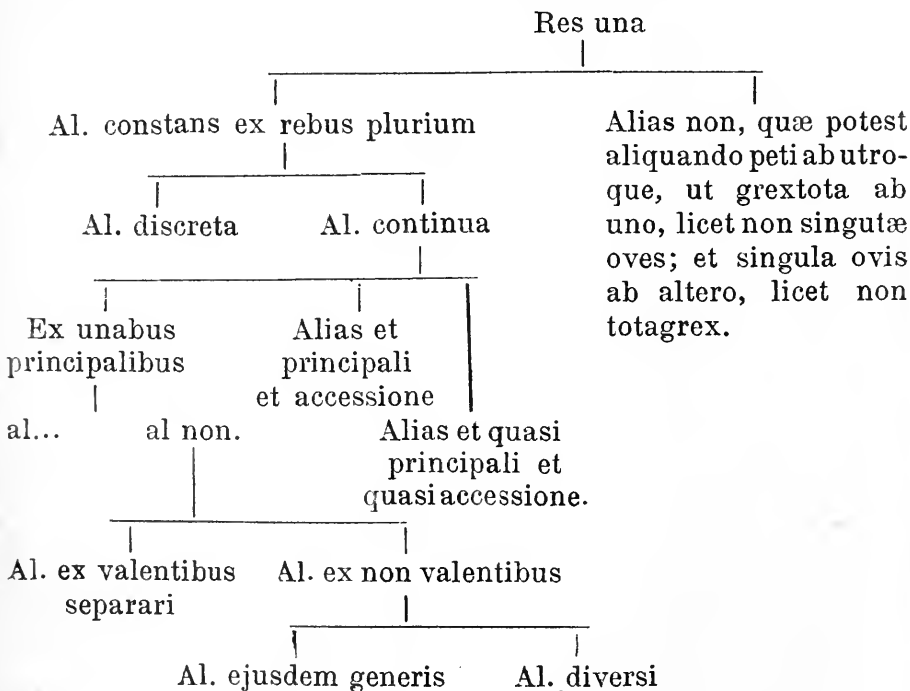 Res una
Al. constans ex rebus plurium
Alias non, quæ potest
aliquando peti ab utro-
que, ut grextota ab
uno, licet non singutæ
oves; et singula ovis
ab altero, licet non
totagrex.
Al. discreta
Al. continua
Ex unabus
principalibus
Alias et
principali
et accessione
al...
al non.
Alias et quasi
principali et
quasi accessione.
Al. ex valentibus
separari
Al. ex non valentibus
Al. ejusdem generis
Al. diversi